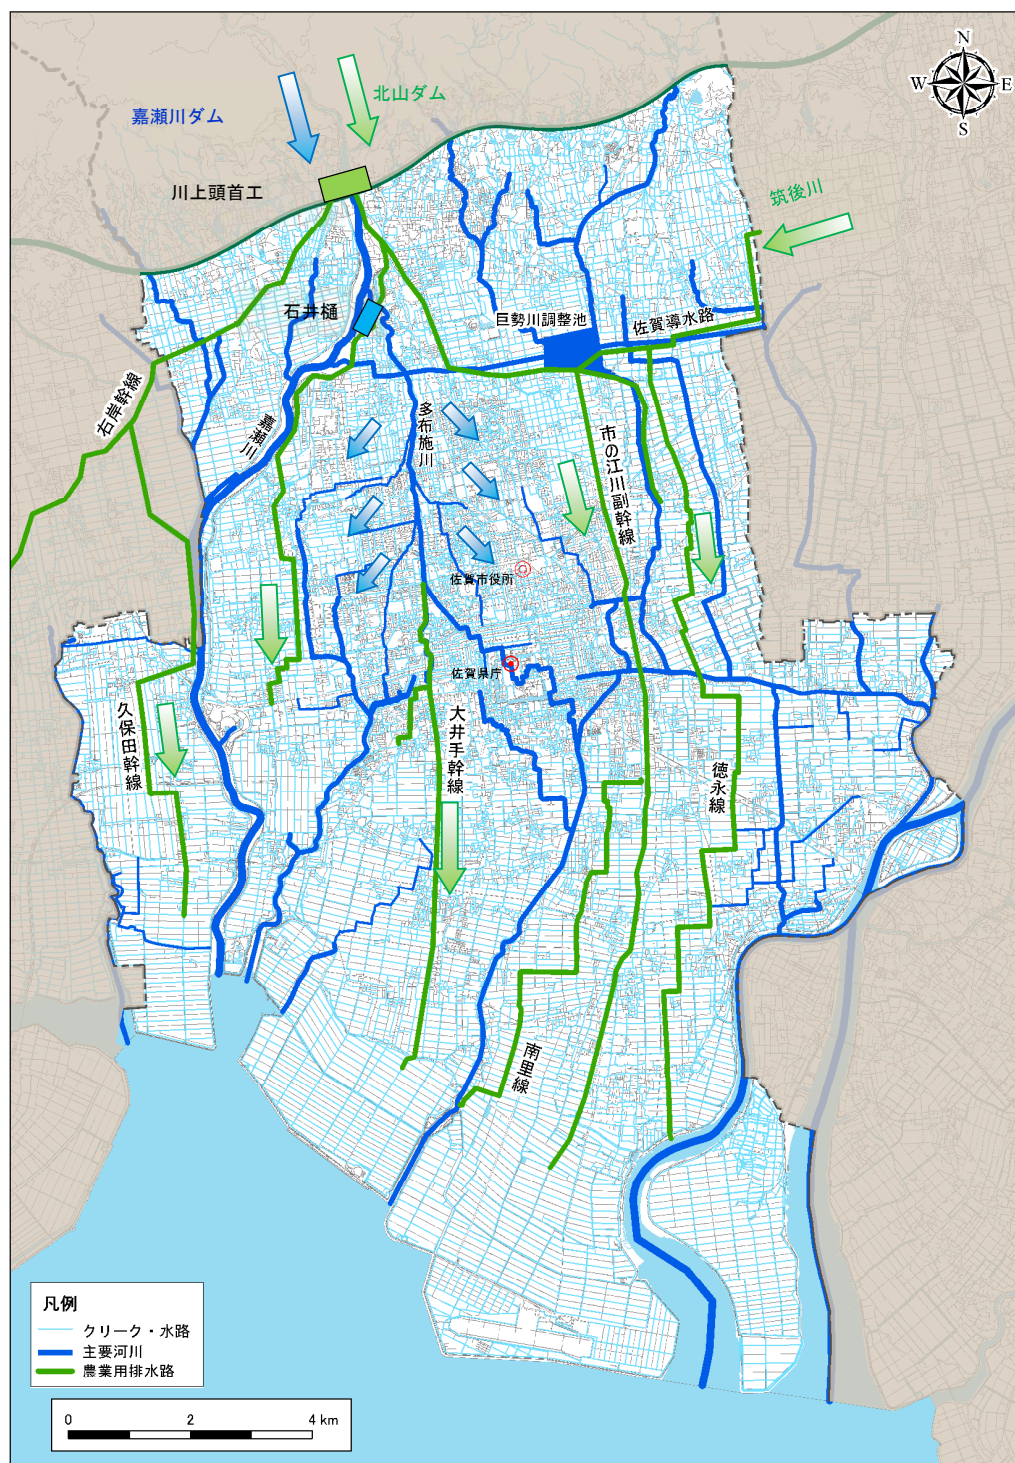 N
W
E
S
北山ダム
嘉瀬川ダム
川上頭首工
筑後川
石井樋
巨勢川調整池
佐賀導水路
右岸幹線
嘉瀬川
多布施川
市の江川副幹線
佐賀市役所
佐賀県庁
久保田幹線
大井手幹線
徳永線
南里線
凡例
クリーク・水路
主要河川
農業用排水路
0 2 4 km